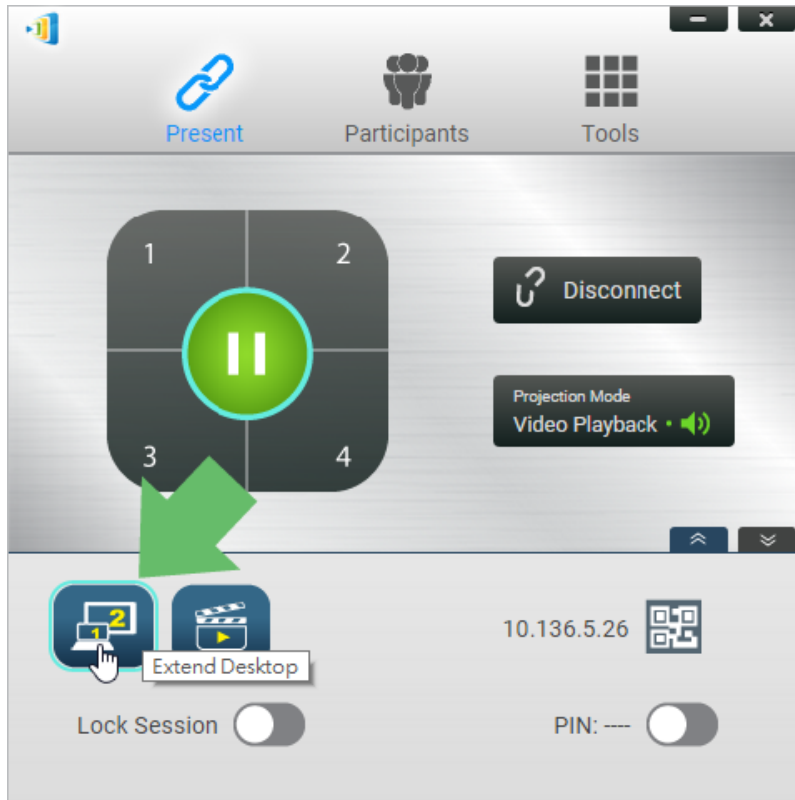 Present
Participants
Tools
1
2
Disconnect
Projection Mode
Video Playback •
3
4
2
1
10.136.5.26
Extend Desktop
Lock Session
PIN: ----